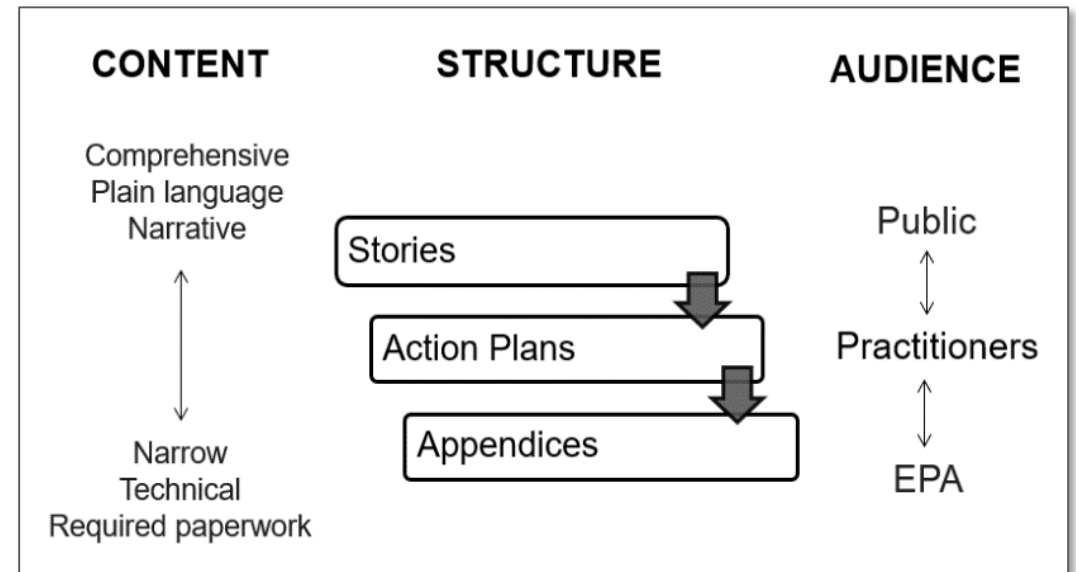 CONTENT
Comprehensive
Plain language
Narrative
Narrow
Technical
Required paperwork
STRUCTURE
Stories
Action Plans
Appendices
AUDIENCE
Public
Practitioners
EPA